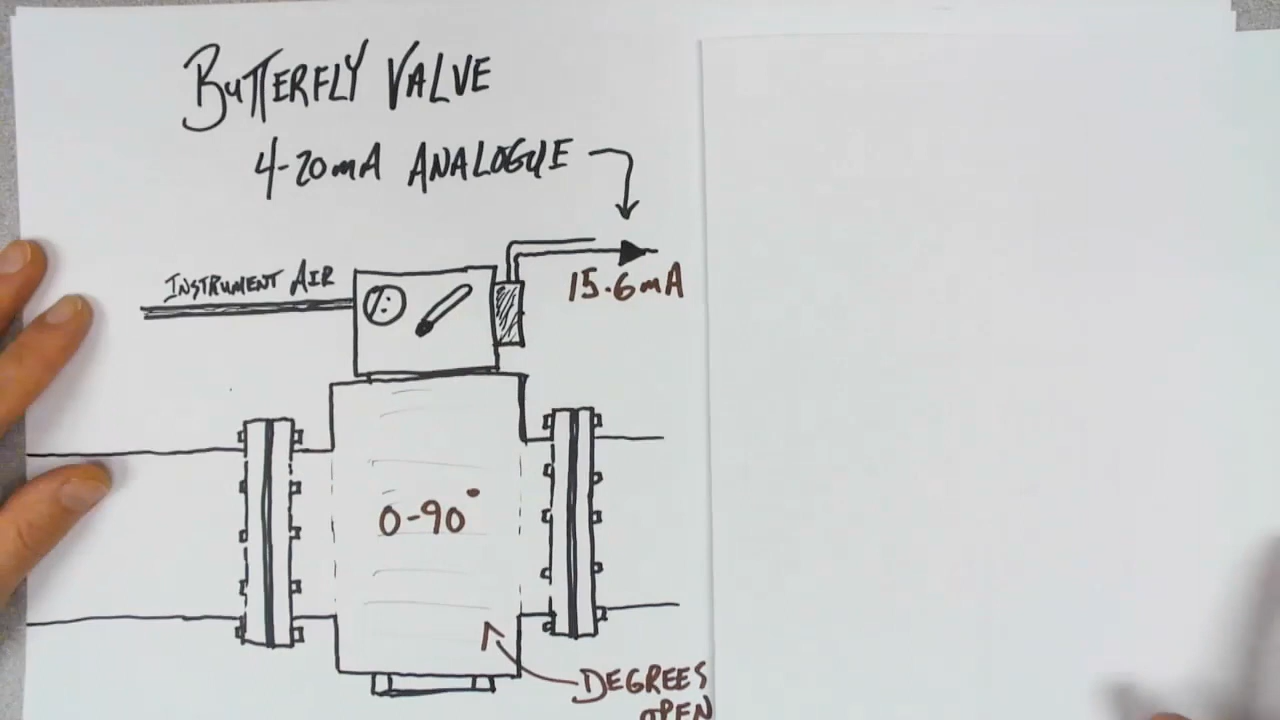 BUTTERFLY VALVE
4-20mA ANALOGUE
INSTRUMENT AIR
15.6mA
0-90°
DEGREES
OPEN